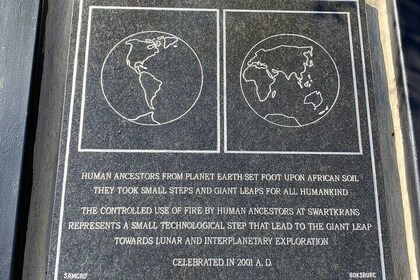 HUMAN ANCESTORS FROM PLANET EARTH SET FOOT UPON AFRICAN SOIL
THEY TOOK SMALL STEPS AND GIANT LEAPS FOR ALL HUMANKIND
THE CONTROLLED USE OF FIRE BY HUMAN ANCESTORS AT SWARTKRANS
REPRESENTS A SMALL TECHNOLOGICAL STEP THAT LEAD TO THE GIANT LEAP
TOWARDS LUNAR AND INTERPLANETARY EXPLORATION
CELEBRATED IN 2001 A. D.
SAMCRO BOKSBURG